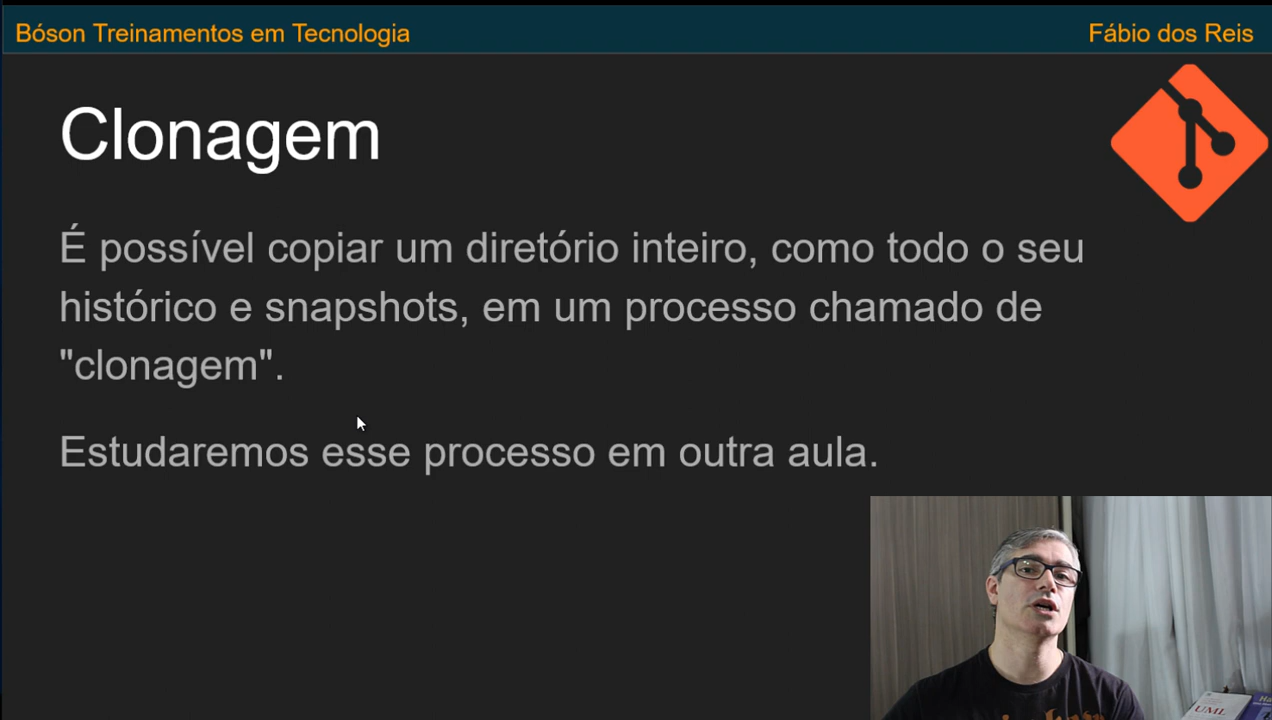 Bóson Treinamentos em Tecnologia
Fábio dos Reis
Clonagem
É possível copiar um diretório inteiro, como todo o seu
histórico e snapshots, em um processo chamado de
"clonagem".
Estudaremos esse processo em outra aula.
UML